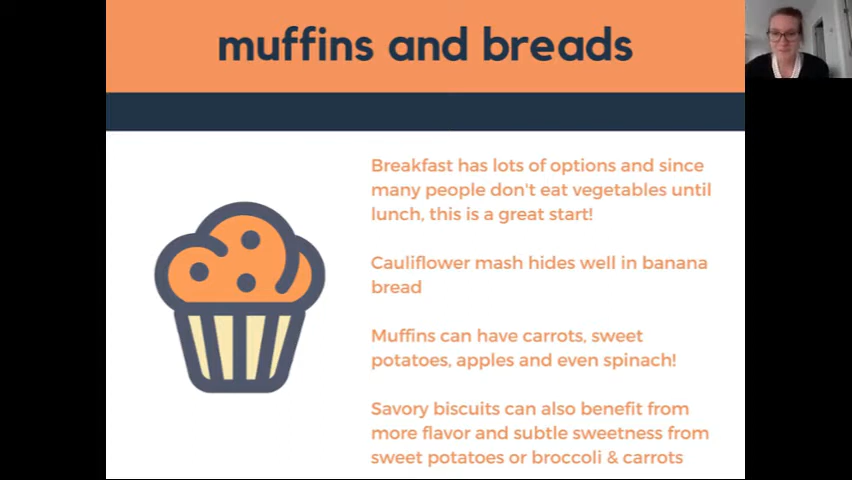 muffins and breads
Breakfast has lots of options and since
many people don't eat vegetables until
lunch, this is a great start!
Cauliflower mash hides well in banana
bread
Muffins can have carrots, sweet
potatoes, apples and even spinach!
Savory biscuits can also benefit from
more flavor and subtle sweetness from
sweet potatoes or broccoli & carrots